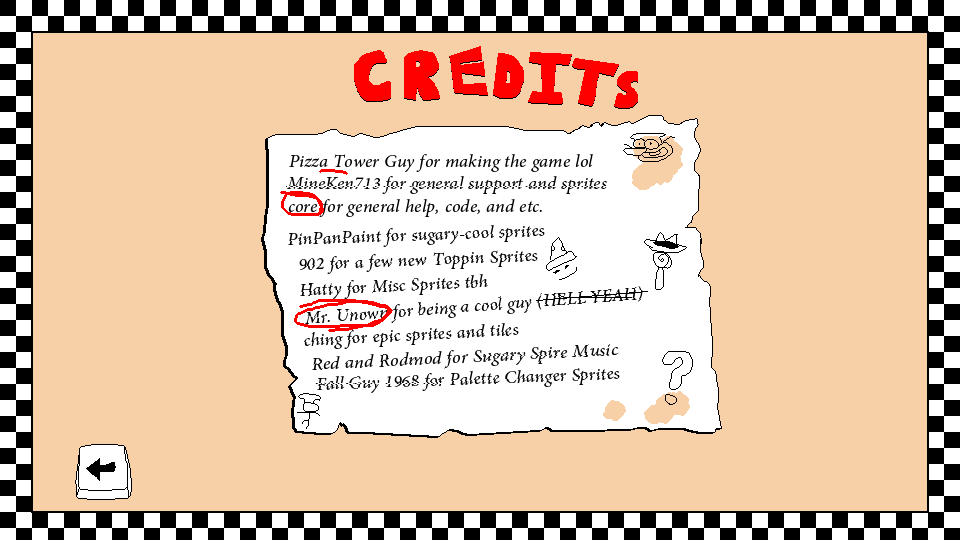 CREDITS
Pizza Tower Guy for making the game lol
MineKen713 for general support and sprites
core for general help, code, and etc.
PinPanPaint for sugary-cool sprites
902 for a few new Toppin Sprites
Hatty for Misc Sprites tbh
Mr. Unown for being a cool guy (HELL YEAH)
ching for epic sprites and tiles
Red and Rodmod for Sugary Spire Music
Fall Guy 1968 for Palette Changer Sprites
?